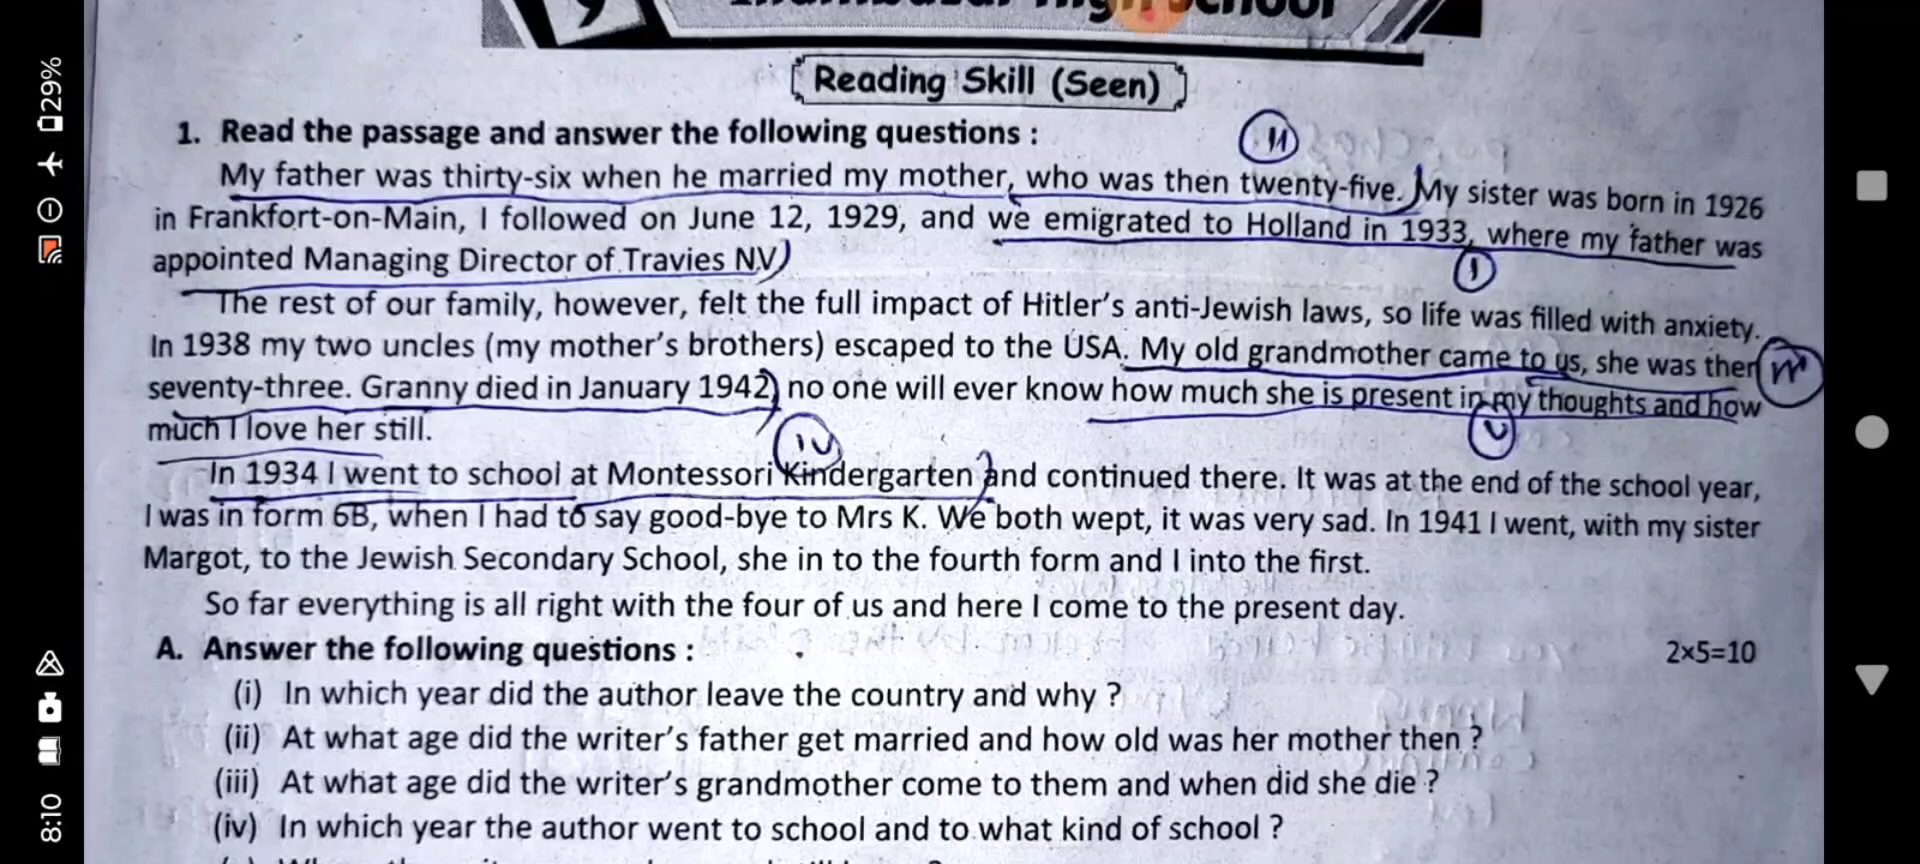 High School
Reading Skill (Seen)
1. Read the passage and answer the following questions :
My father was thirty-six when he married my mother, who was then twenty-five. My sister was born in 1926
in Frankfort-on-Main, I followed on June 12, 1929, and we emigrated to Holland in 1933, where my father was
appointed Managing Director of Travies NV)
The rest of our family, however, felt the full impact of Hitler's anti-Jewish laws, so life was filled with anxiety.
In 1938 my two uncles (my mother's brothers) escaped to the USA. My old grandmother came to us, she was then
seventy-three. Granny died in January 1942) no one will ever know how much she is present in my thoughts and how
much I love her still.
In 1934 I went to school at Montessori Kindergarten and continued there. It was at the end of the school year,
I was in form 6B, when I had to say good-bye to Mrs K. We both wept, it was very sad. In 1941 I went, with my sister
Margot, to the Jewish Secondary School, she in to the fourth form and I into the first.
So far everything is all right with the four of us and here I come to the present day.
A. Answer the following questions : 2×5=10
(i) In which year did the author leave the country and why ?
(ii) At what age did the writer's father get married and how old was her mother then ?
(iii) At what age did the writer's grandmother come to them and when did she die ?
(iv) In which year the author went to school and to what kind of school ?
29%
8:10